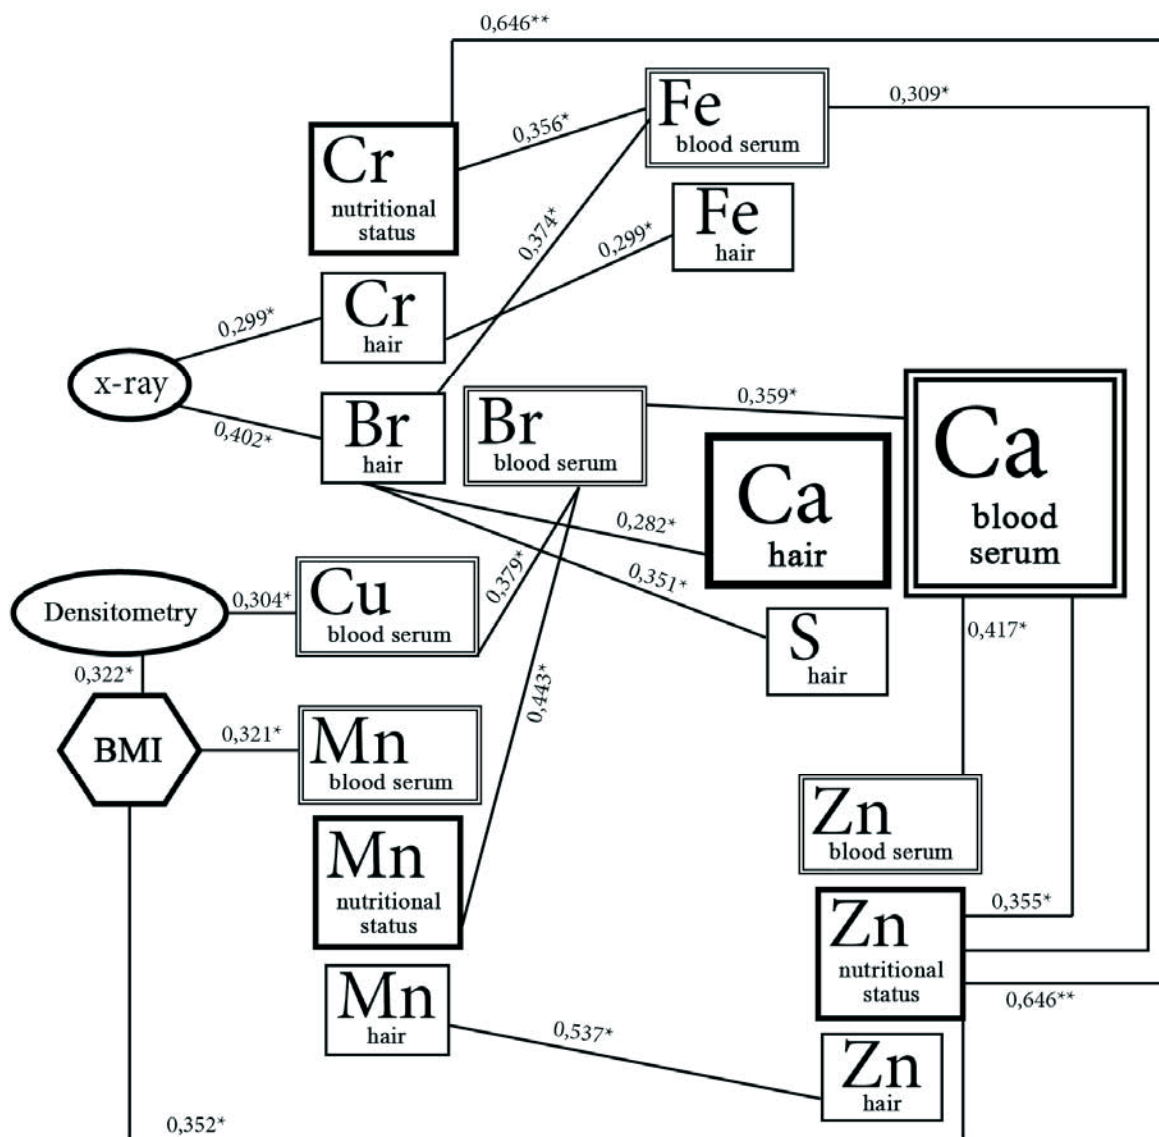 0,646**
Fe
blood serum
0,309*
0,356*
Cr
nutritional
status
0,374*
Fe
hair
0,299*
Cr
hair
0,299*
x-ray
0,402*
Br
hair
Br
blood serum
0,359*
Ca
blood
serum
Ca
hair
0,282*
0,351*
0,379*
Cu
blood serum
Densitometry
0,304*
S
hair
0,417*
0,322*
0,443*
BMI
0,321*
Mn
blood serum
Zn
blood serum
Mn
nutritional
status
0,355*
Zn
nutritional
status
0,646**
Mn
hair
0,537*
Zn
hair
0,352*